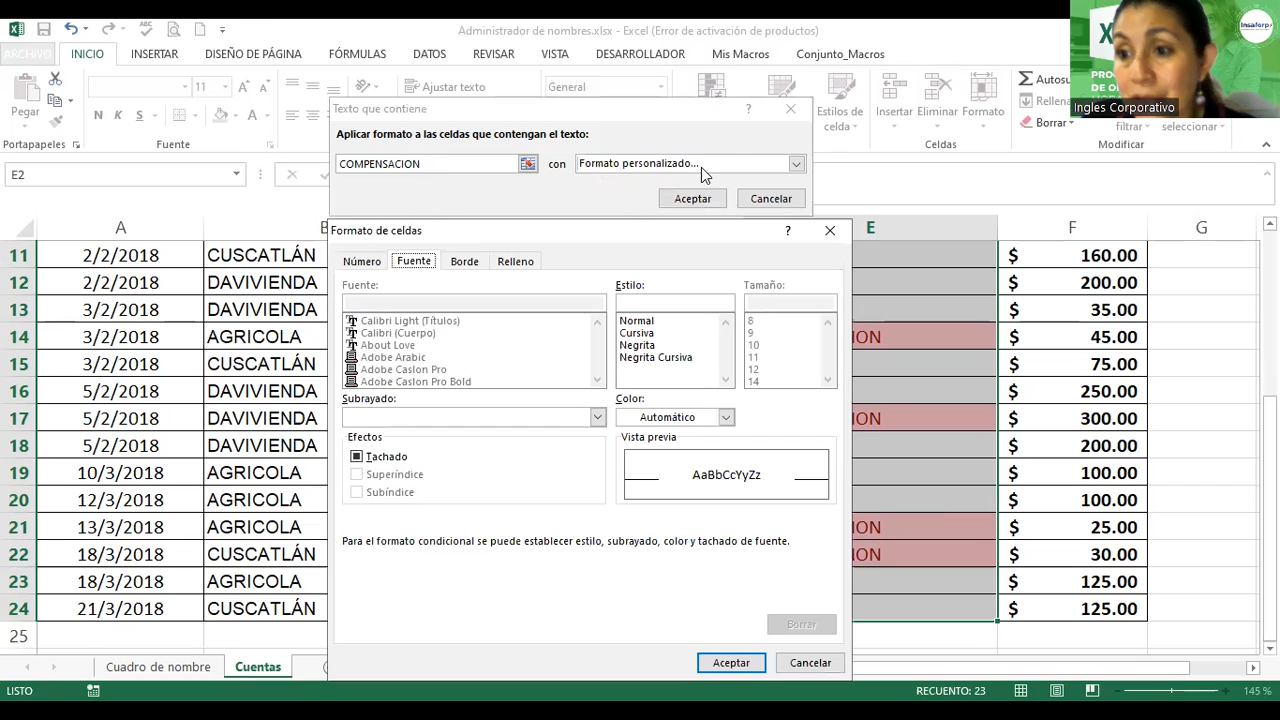 Administrador de nombres.xlsx - Excel (Error de activación de productos)
ARCHIVO INICIO INSERTAR DISEÑO DE PÁGINA FÓRMULAS DATOS REVISAR VISTA DESARROLLADOR Mis Macros Conjunto_Macros
Pegar
N K S
11
Ajustar texto
General
Estilos de
celda
Insertar Eliminar Formato
Autosu
Rellena
Borrar
filtrar
seleccionar
Portapapeles
Fuente
Celdas
Insaforp
PRO
DE O
Ingles Corporativo
E2
Texto que contiene
Aplicar formato a las celdas que contengan el texto:
COMPENSACION con Formato personalizado...
Aceptar Cancelar
Formato de celdas
Número Fuente Borde Relleno
Fuente: Estilo: Tamaño:
Calibri Light (Títulos) Normal 8
Calibri (Cuerpo) Cursiva 9
About Love Negrita 10
Adobe Arabic Negrita Cursiva 11
Adobe Caslon Pro 12
Adobe Caslon Pro Bold 14
Subrayado: Color:
Automático
Efectos Vista previa
Tachado
Superíndice
Subíndice
AaBbCcYyZz
Para el formato condicional se puede establecer estilo, subrayado, color y tachado de fuente.
Borrar
Aceptar Cancelar
A E F G
11 2/2/2018 CUSCATLÁN $ 160.00
12 2/2/2018 DAVIVIENDA $ 200.00
13 3/2/2018 DAVIVIENDA $ 35.00
14 3/2/2018 AGRICOLA ION $ 45.00
15 3/2/2018 CUSCATLÁN $ 75.00
16 5/2/2018 DAVIVIENDA $ 250.00
17 5/2/2018 DAVIVIENDA ION $ 300.00
18 5/2/2018 DAVIVIENDA $ 200.00
19 10/3/2018 AGRICOLA $ 100.00
20 12/3/2018 AGRICOLA $ 100.00
21 13/3/2018 AGRICOLA ION $ 25.00
22 18/3/2018 CUSCATLÁN ION $ 30.00
23 18/3/2018 AGRICOLA $ 125.00
24 21/3/2018 CUSCATLÁN $ 125.00
25
Cuadro de nombre Cuentas
LISTO RECUENTO: 23 145 %